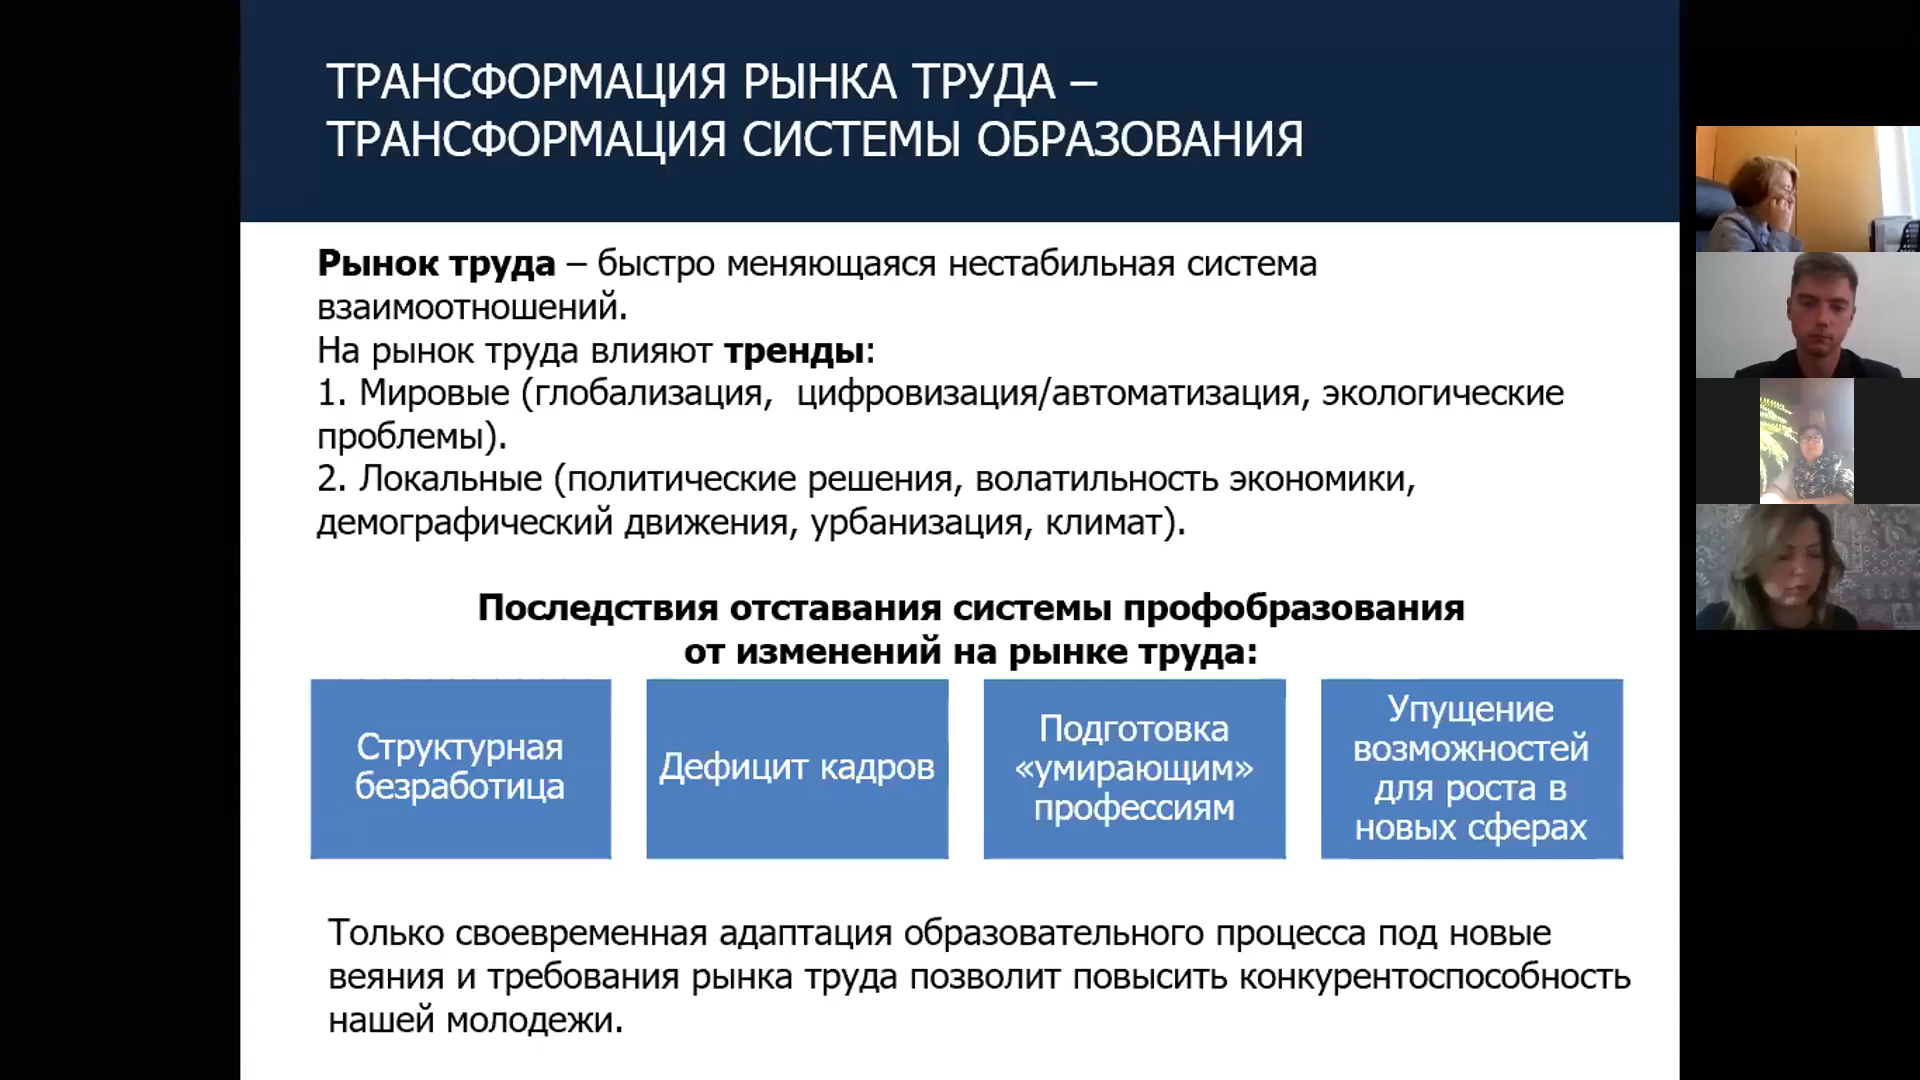 ТРАНСФОРМАЦИЯ РЫНКА ТРУДА –
ТРАНСФОРМАЦИЯ СИСТЕМЫ ОБРАЗОВАНИЯ
Рынок труда – быстро меняющаяся нестабильная система
взаимоотношений.
На рынок труда влияют тренды:
1. Мировые (глобализация, цифровизация/автоматизация, экологические
проблемы).
2. Локальные (политические решения, волатильность экономики,
демографический движения, урбанизация, климат).
Последствия отставания системы профобразования
от изменений на рынке труда:
Структурная
безработица
Дефицит кадров
Подготовка
«умирающим»
профессиям
Упущение
возможностей
для роста в
новых сферах
Только своевременная адаптация образовательного процесса под новые
веяния и требования рынка труда позволит повысить конкурентоспособность
нашей молодежи.